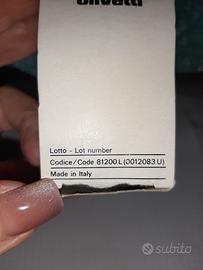 olivetti
Lotto - Lot number
Codice/Code 81200 L (0012083 U)
Made in Italy
subito